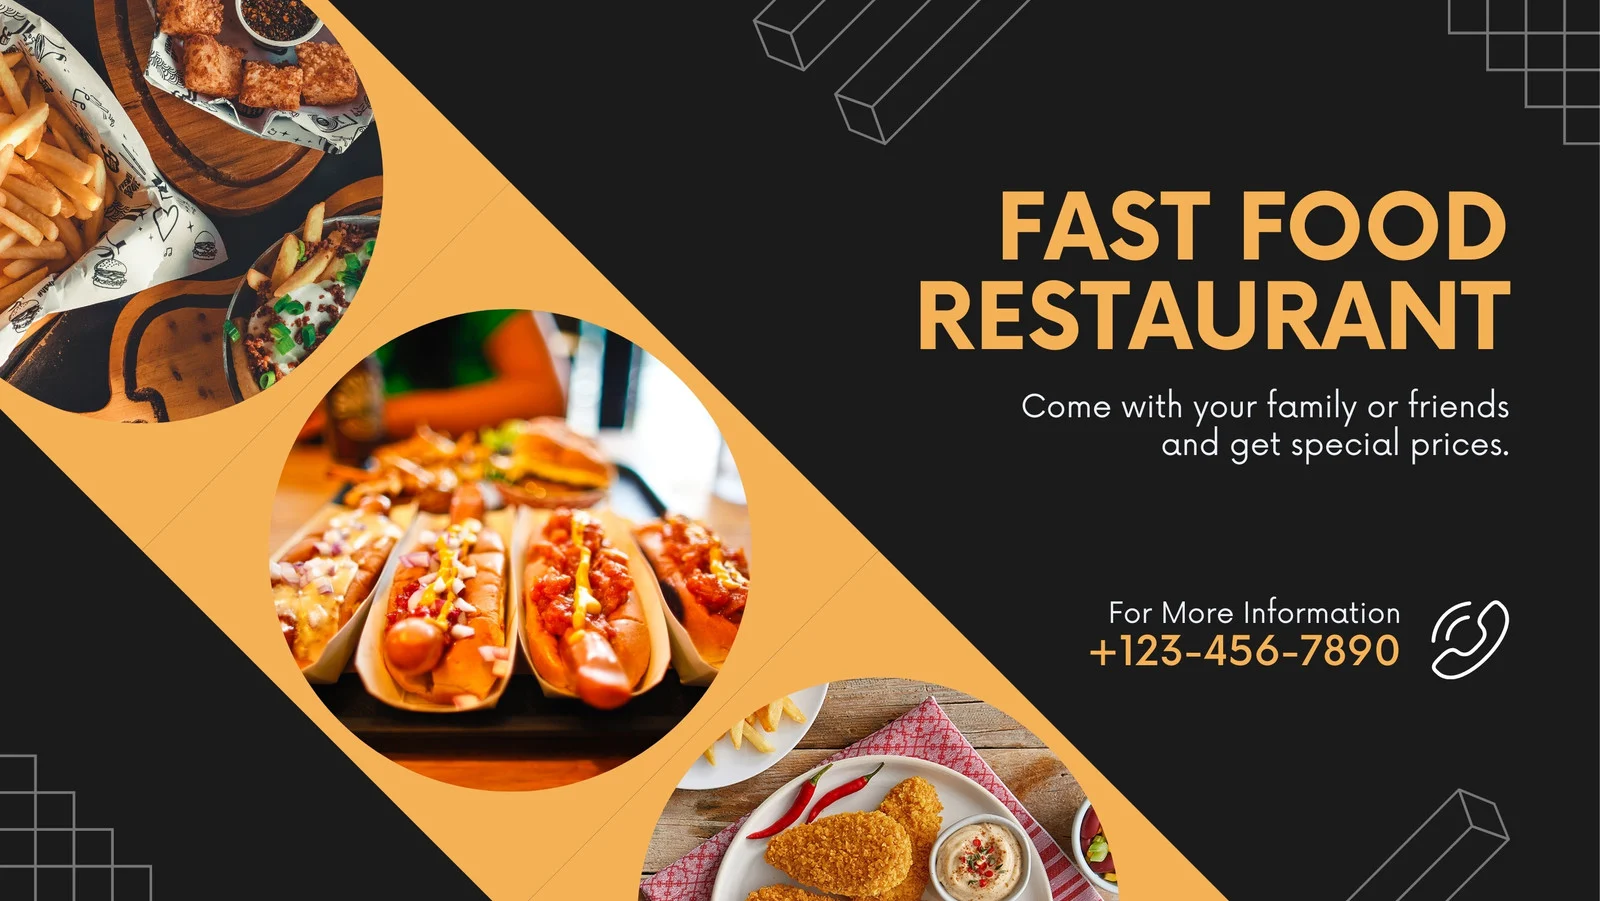 FAST FOOD
RESTAURANT
Come with your family or friends
and get special prices.
For More Information
+123-456-7890